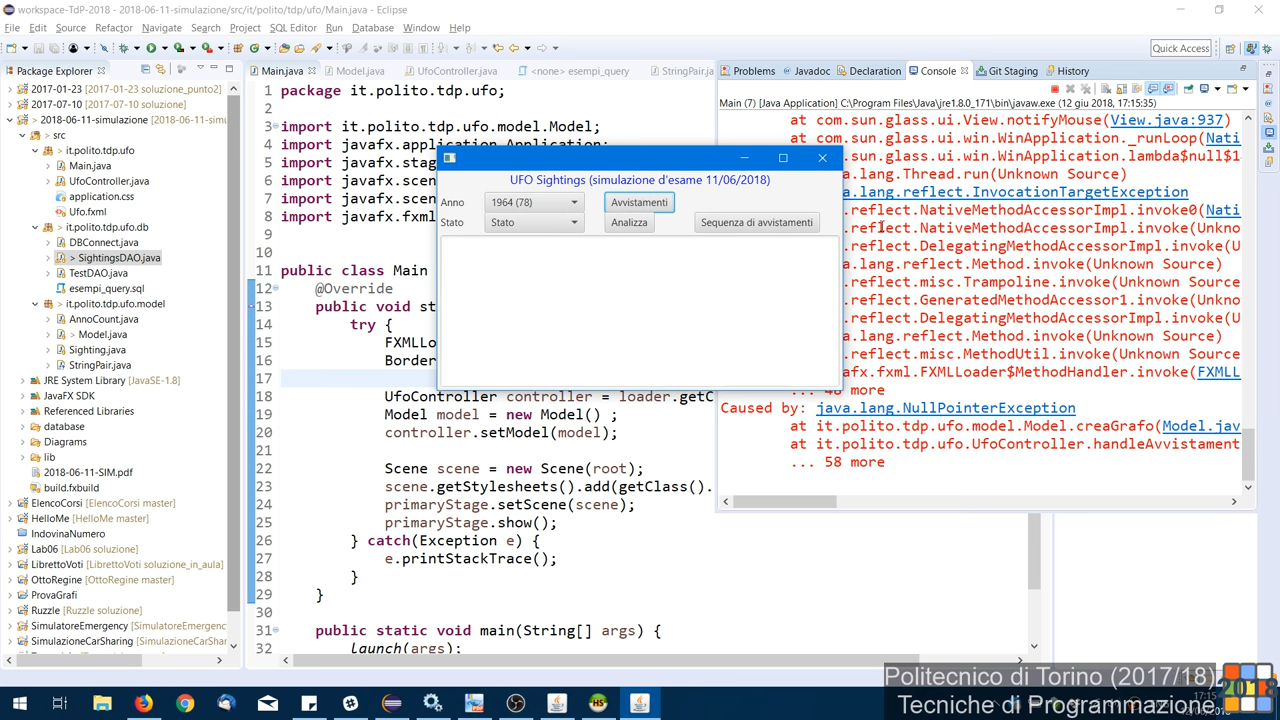 workspace-TdP-2018 - 2018-06-11-simulazione/src/it/polito/tdp/ufo/Main.java - Eclipse
File Edit Source Refactor Navigate Search Project SQL Editor Run Database Window Help
Quick Access
Package Explorer
2017-01-23 [2017-01-23 soluzione_punto2]
2017-07-10 [2017-07-10 soluzione]
> 2018-06-11-simulazione [2018-06-11-sim
src
it.polito.tdp.ufo
Main.java
UfoController.java
application.css
Ufo.fxml
it.polito.tdp.ufo.db
DBConnect.java
> SightingsDAO.java
TestDAO.java
esempi_query.sql
> it.polito.tdp.ufo.model
AnnoCount.java
> Model.java
Sighting.java
StringPair.java
JRE System Library [JavaSE-1.8]
JavaFX SDK
Referenced Libraries
database
Diagrams
lib
2018-06-11-SIM.pdf
build.fxbuild
ElencoCorsi [ElencoCorsi master]
HelloMe [HelloMe master]
IndovinaNumero
Lab06 [Lab06 soluzione]
LibrettoVoti [LibrettoVoti soluzione_in_aula]
OttoRegine [OttoRegine master]
ProvaGrafi
Ruzzle [Ruzzle soluzione]
SimulatoreEmergency [SimulatoreEmergenc
SimulazioneCarSharing [SimulazioneCarShar
Main.java Model.java UfoController.java <none> esempi_query StringPair.java
1 package it.polito.tdp.ufo;
3 import it.polito.tdp.ufo.model.Model;
4 import javafx.application.Application;
5 import javafx.stag
6 import javafx.scen
7 import javafx.scen
8 import javafx.fxml
9
10
11 public class Main
12 @Override
13 public void st
14 try {
15 FXMLLo
16 Border
17
18 UfoController controller = loader.getC
19 Model model = new Model() ;
20 controller.setModel(model);
21
22 Scene scene = new Scene(root);
23 scene.getStylesheets().add(getClass().
24 primaryStage.setScene(scene);
25 primaryStage.show();
26 } catch(Exception e) {
27 e.printStackTrace();
28 }
29 }
30
31 public static void main(String[] args) {
32 launch(args);
UFO Sightings (simulazione d'esame 11/06/2018)
Anno 1964 (78) Avvistamenti
Stato Stato Analizza Sequenza di avvistamenti
Problems Javadoc Declaration Console Git Staging History
Main (7) [Java Application] C:\Program Files\Java\jre1.8.0_171\bin\javaw.exe (12 giu 2018, 17:15:35)
at com.sun.glass.ui.View.notifyMouse(View.java:937)
at com.sun.glass.ui.win.WinApplication._runLoop(Nati
at com.sun.glass.ui.win.WinApplication.lambda$null$1
a.lang.Thread.run(Unknown Source)
a.lang.reflect.InvocationTargetException
.reflect.NativeMethodAccessorImpl.invoke0(Nati
.reflect.NativeMethodAccessorImpl.invoke(Unkno
.reflect.DelegatingMethodAccessorImpl.invoke(U
a.lang.reflect.Method.invoke(Unknown Source)
.reflect.misc.Trampoline.invoke(Unknown Source)
.reflect.GeneratedMethodAccessor1.invoke(Unkno
.reflect.DelegatingMethodAccessorImpl.invoke(U
a.lang.reflect.Method.invoke(Unknown Source)
.reflect.misc.MethodUtil.invoke(Unknown Source
afx.fxml.FXMLLoader$MethodHandler.invoke(FXMLL
... 48 more
Caused by: java.lang.NullPointerException
at it.polito.tdp.ufo.model.Model.creaGrafo(Model.jav
at it.polito.tdp.ufo.UfoController.handleAvvistament
... 58 more
Politecnico di Torino (2017/18)
Tecniche di Programmazione
2018
17:15